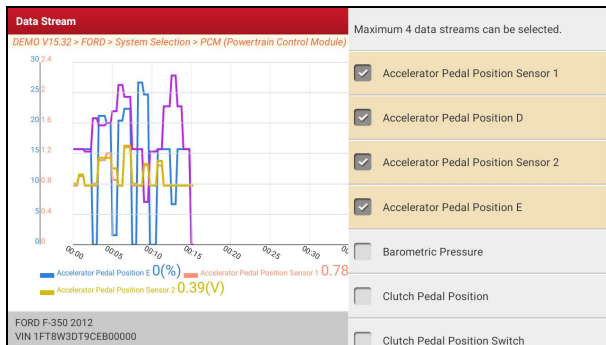 Data Stream
DEMO V15.32 > FORD > System Selection > PCM (Powertrain Control Module)
30 2.4
25 2
20 1.6
15 1.2
10 0.8
5 0.4
0 0
00:00 00:05 00:10 00:15 00:20 00:25 00:30
Accelerator Pedal Position E 0(%) Accelerator Pedal Position Sensor 1 0.78
Accelerator Pedal Position Sensor 2 0.39(V)
FORD F-350 2012
VIN 1FT8W3DT9CEB00000
Maximum 4 data streams can be selected.
Accelerator Pedal Position Sensor 1
Accelerator Pedal Position D
Accelerator Pedal Position Sensor 2
Accelerator Pedal Position E
Barometric Pressure
Clutch Pedal Position
Clutch Pedal Position Switch